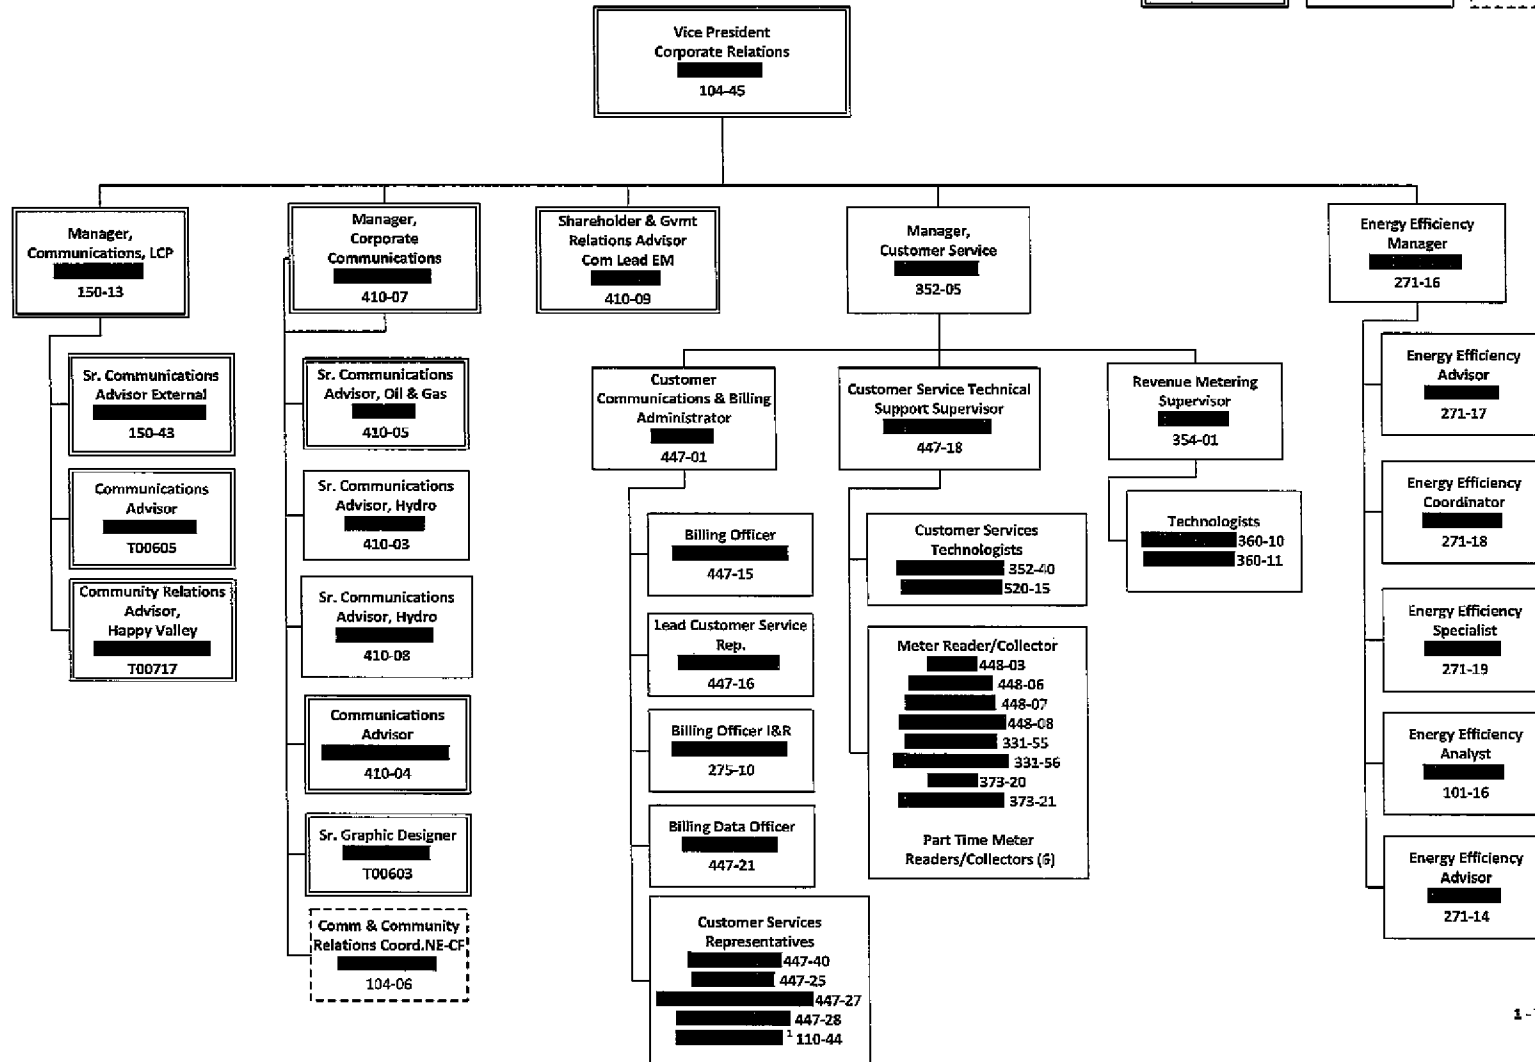 Vice President
Corporate Relations
104-45
Manager,
Communications, LCP
150-13
Sr. Communications
Advisor External
150-43
Communications
Advisor
T00605
Community Relations
Advisor,
Happy Valley
T00717
Manager,
Corporate
Communications
410-07
Sr. Communications
Advisor, Oil & Gas
410-05
Sr. Communications
Advisor, Hydro
410-03
Sr. Communications
Advisor, Hydro
410-08
Communications
Advisor
410-04
Sr. Graphic Designer
T00603
Comm & Community
Relations Coord.NE-CF
104-06
Shareholder & Gvmt
Relations Advisor
Com Lead EM
410-09
Manager,
Customer Service
352-05
Customer
Communications & Billing
Administrator
447-01
Billing Officer
447-15
Lead Customer Service
Rep.
447-16
Billing Officer I&R
275-10
Billing Data Officer
447-21
Customer Services
Representatives
447-40
447-25
447-27
447-28
1 110-44
Customer Service Technical
Support Supervisor
447-18
Customer Services
Technologists
352-40
520-15
Meter Reader/Collector
448-03
448-06
448-07
448-08
331-55
331-56
373-20
373-21
Part Time Meter
Readers/Collectors (6)
Revenue Metering
Supervisor
354-01
Technologists
360-10
360-11
Energy Efficiency
Manager
271-16
Energy Efficiency
Advisor
271-17
Energy Efficiency
Coordinator
271-18
Energy Efficiency
Specialist
271-19
Energy Efficiency
Analyst
101-16
Energy Efficiency
Advisor
271-14
1 -